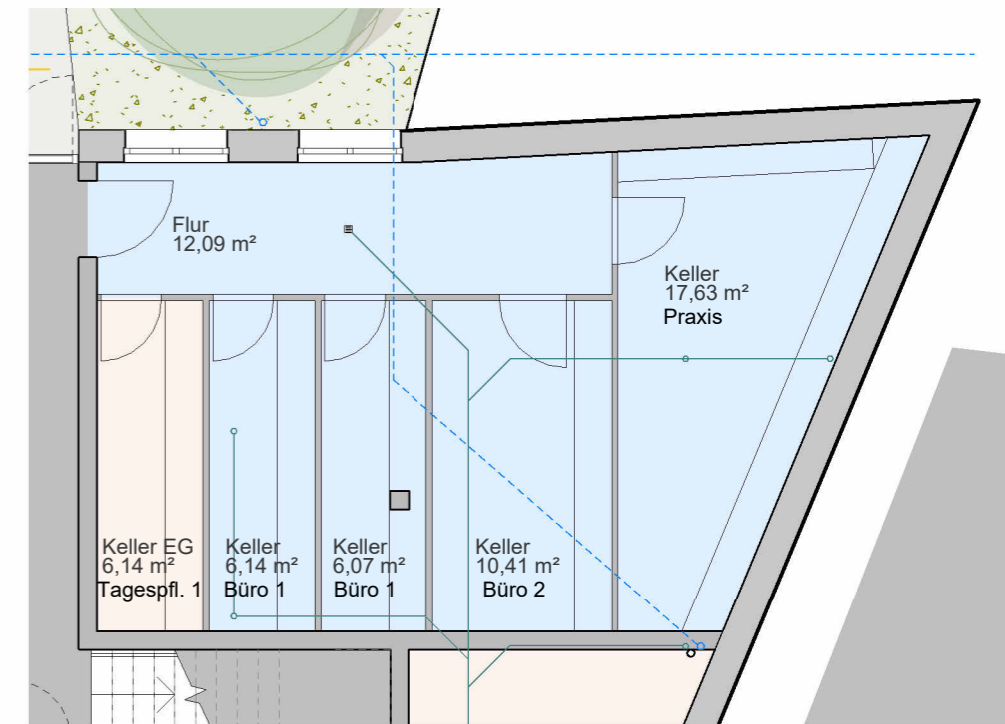 Flur
12,09 m²
Keller
17,63 m²
Praxis
Keller EG
6,14 m²
Tagespfl. 1
Keller
6,14 m²
Büro 1
Keller
6,07 m²
Büro 1
Keller
10,41 m²
Büro 2